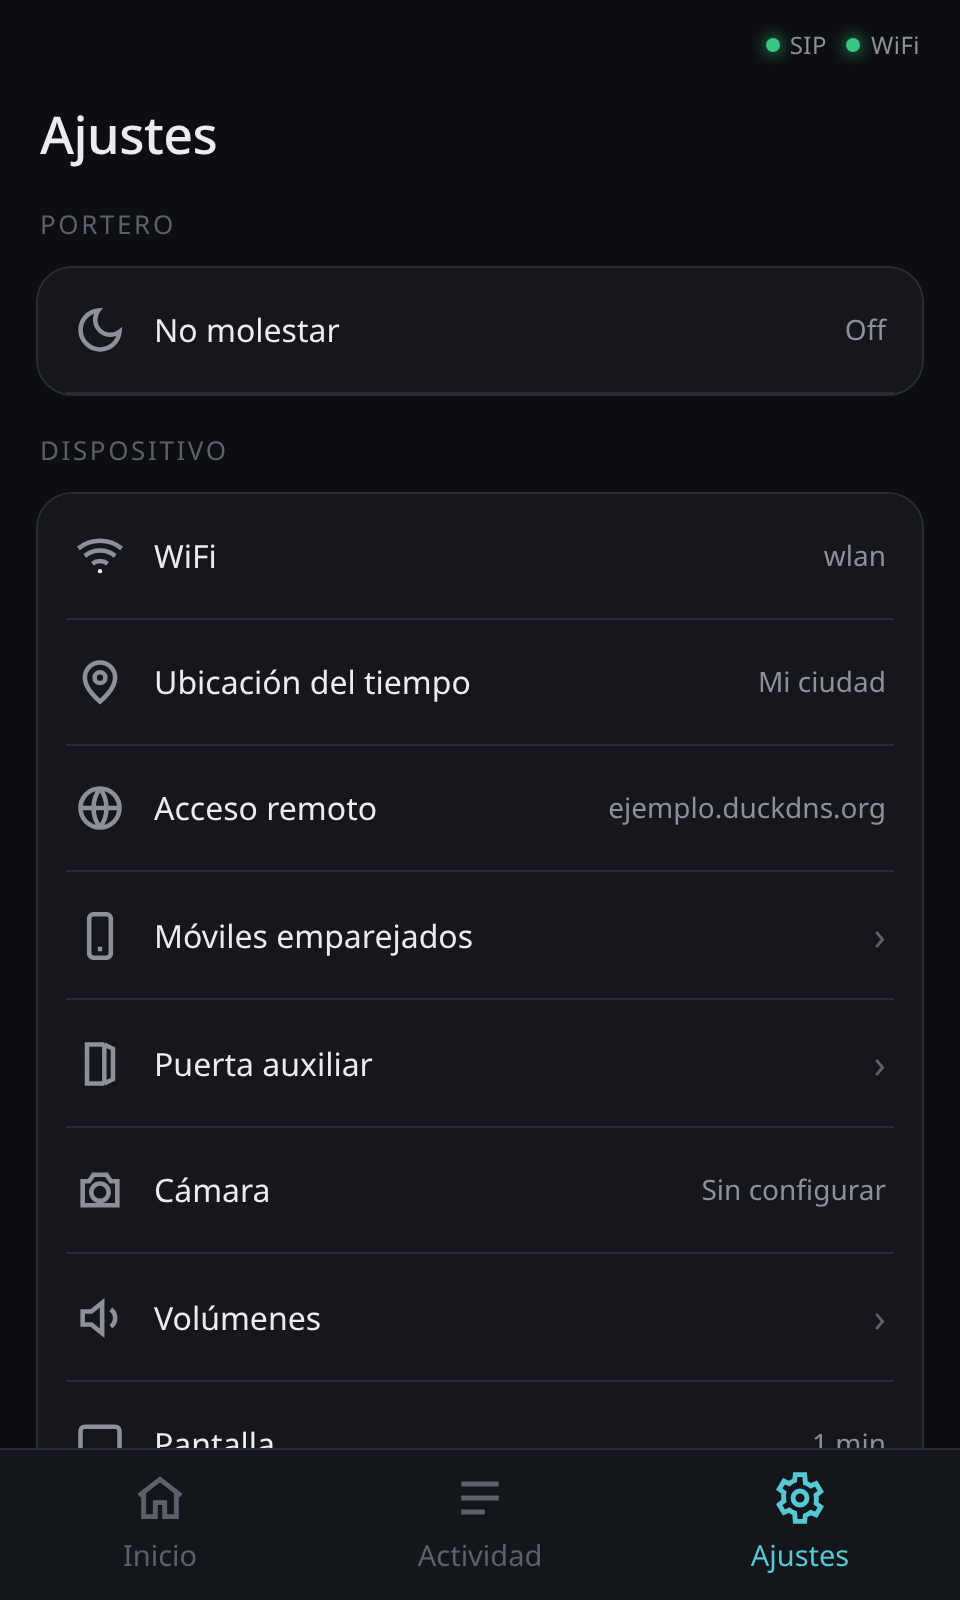 SIP WiFi
Ajustes
PORTERO
No molestar Off
DISPOSITIVO
WiFi wlan
Ubicación del tiempo Mi ciudad
Acceso remoto ejemplo.duckdns.org
Móviles emparejados ›
Puerta auxiliar ›
Cámara Sin configurar
Volúmenes ›
Pantalla 1 min
Inicio Actividad Ajustes